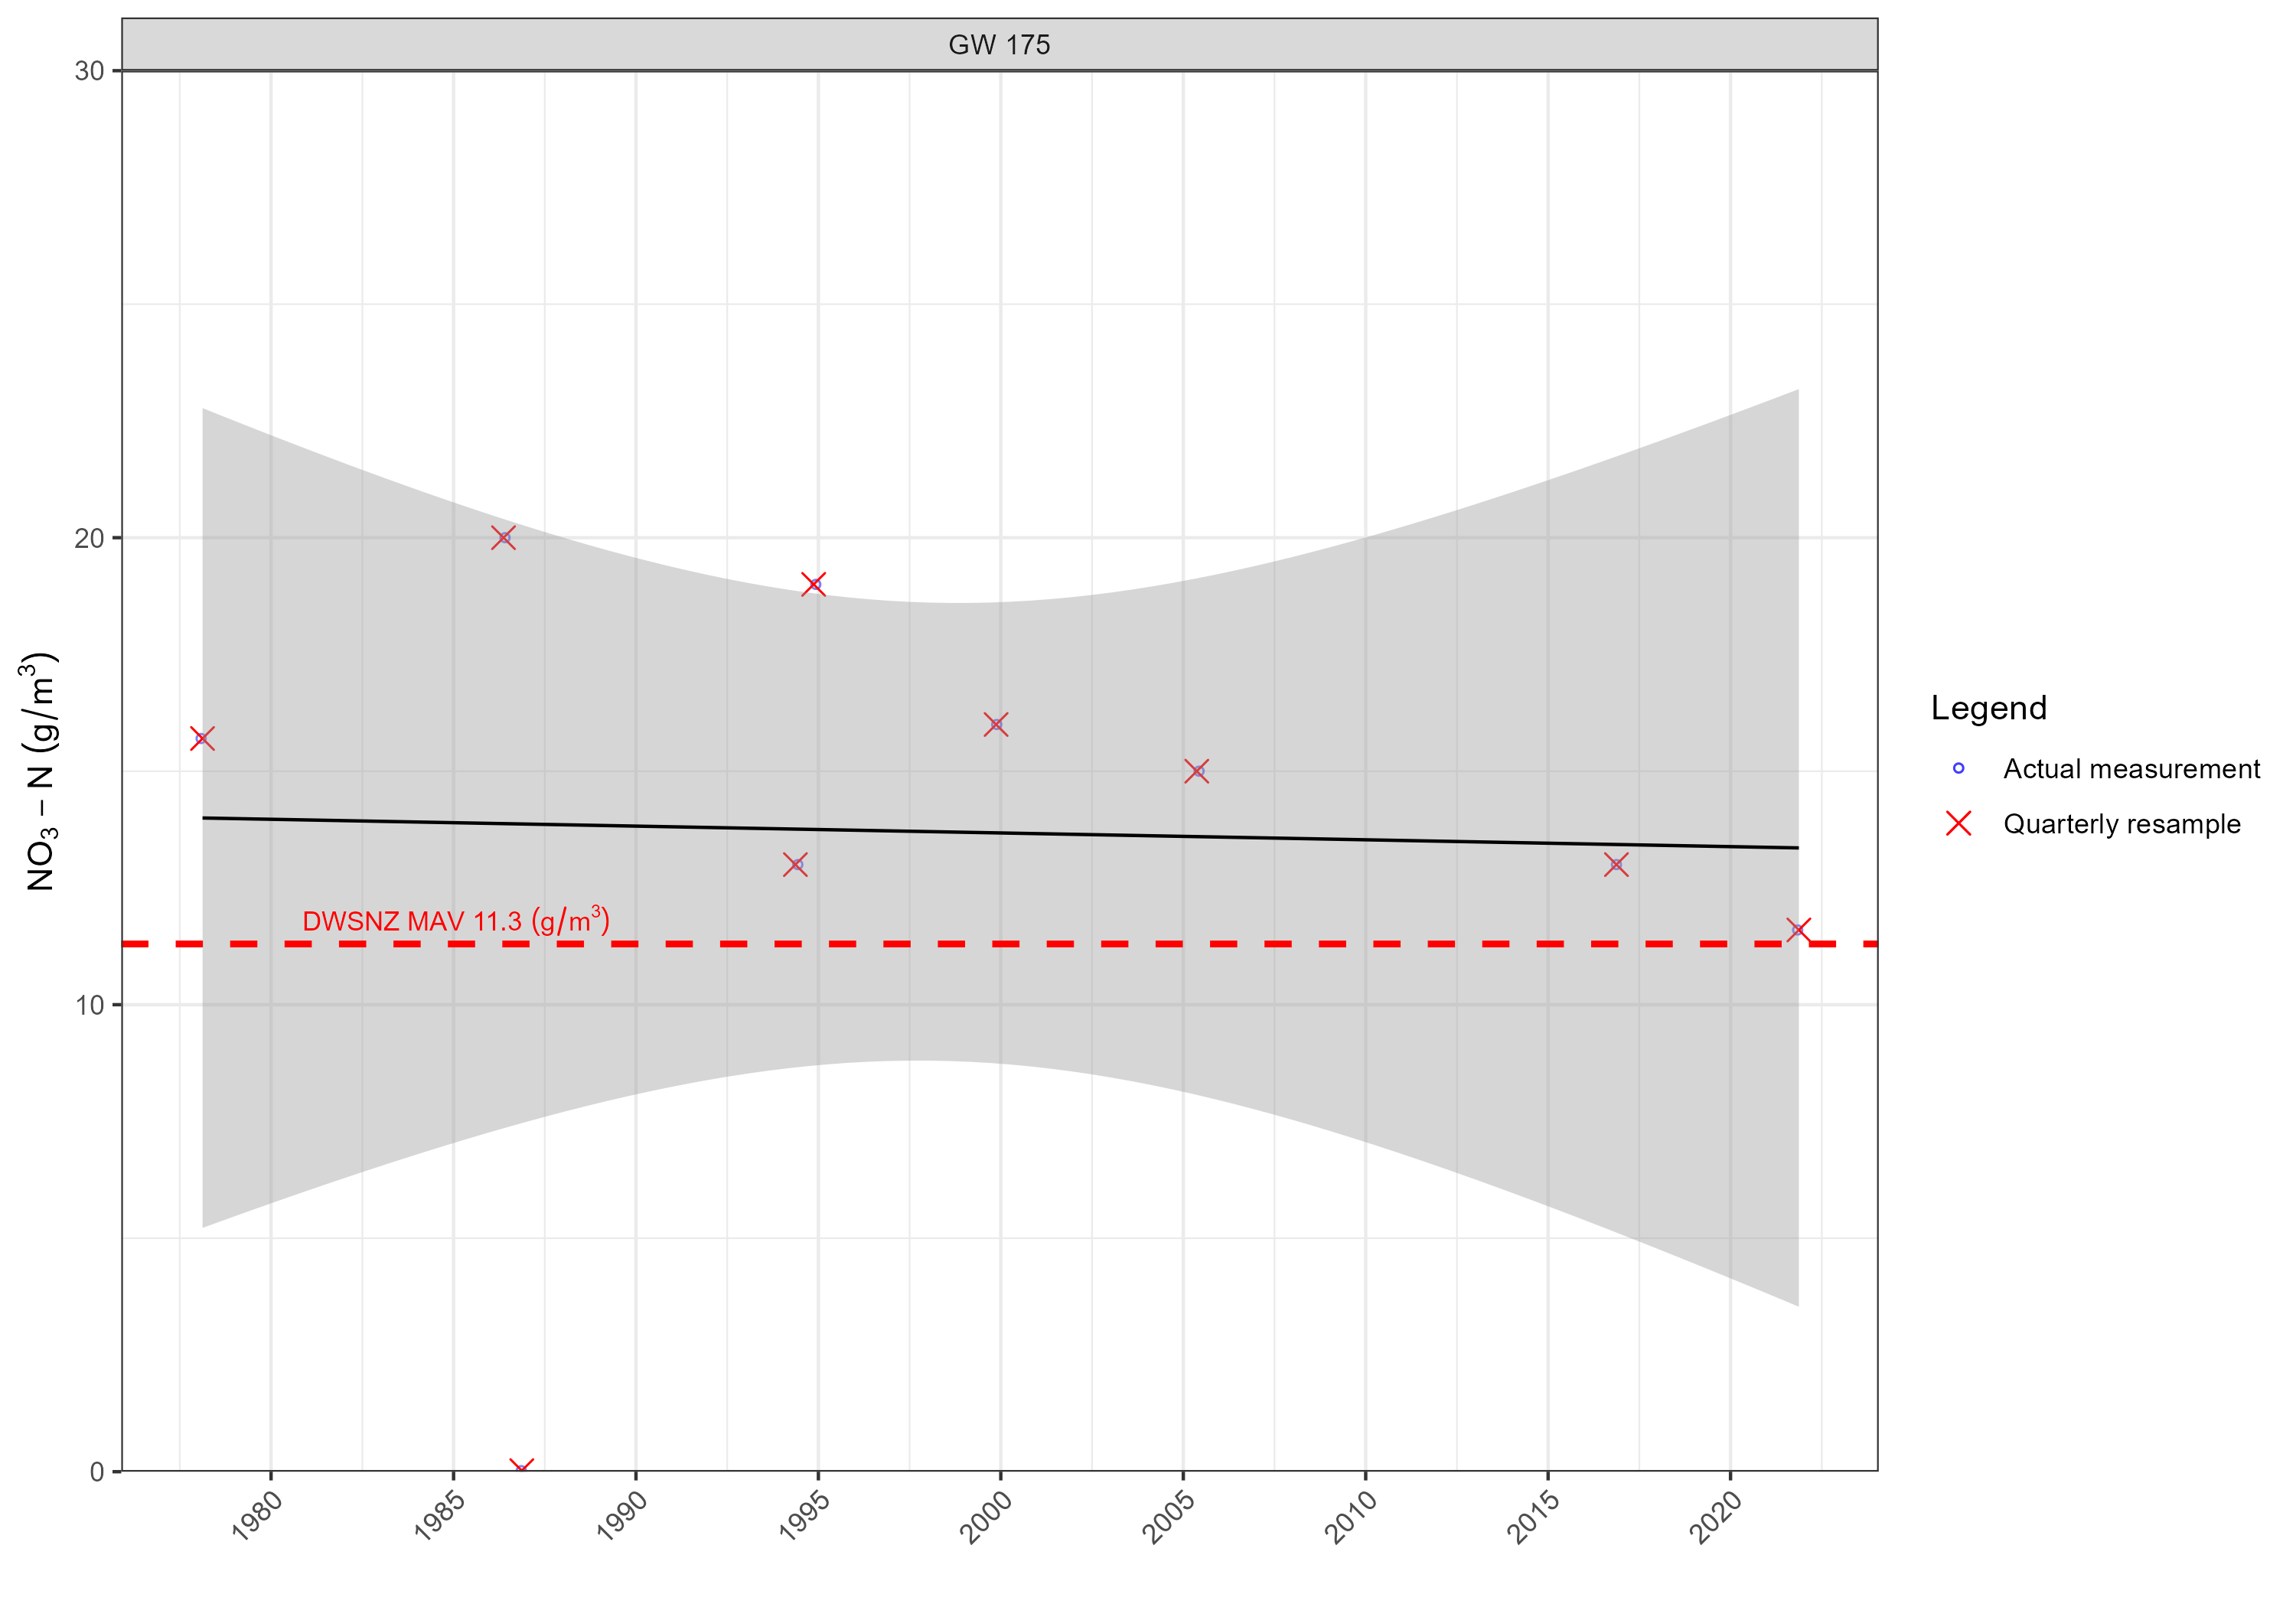 GW 175
30
20
10
0
NO₃ – N (g/m³)
DWSNZ MAV 11.3 (g/m³)
1980
1985
1990
1995
2000
2005
2010
2015
2020
Legend
Actual measurement
Quarterly resample